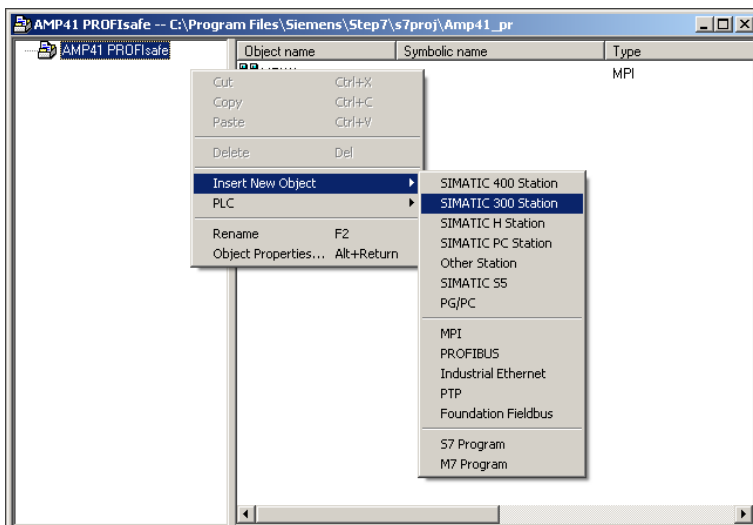 AMP41 PROFIsafe -- C:\Program Files\Siemens\Step7\s7proj\Amp41_pr
AMP41 PROFIsafe
Object name Symbolic name Type
MPI
Cut Ctrl+X
Copy Ctrl+C
Paste Ctrl+V
Delete Del
Insert New Object
PLC
Rename F2
Object Properties... Alt+Return
SIMATIC 400 Station
SIMATIC 300 Station
SIMATIC H Station
SIMATIC PC Station
Other Station
SIMATIC S5
PG/PC
MPI
PROFIBUS
Industrial Ethernet
PTP
Foundation Fieldbus
S7 Program
M7 Program